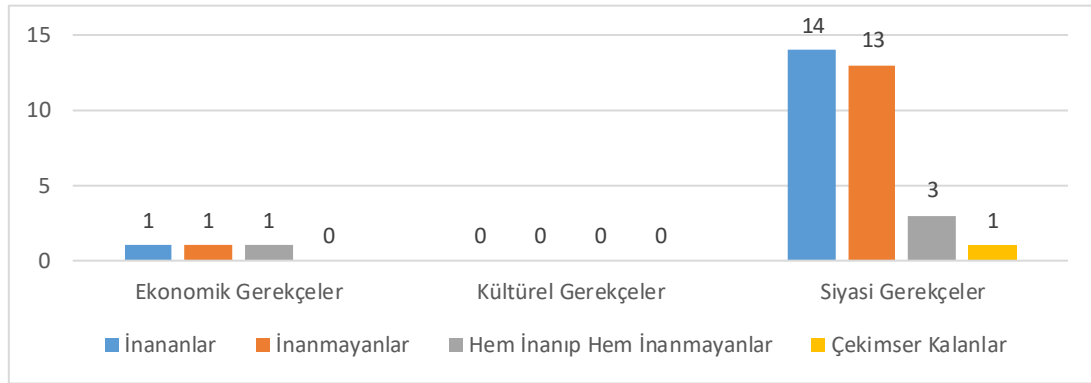 15
10
5
0
1 1 1 0
0 0 0 0
14 13 3 1
Ekonomik Gerekçeler Kültürel Gerekçeler Siyasi Gerekçeler
İnananlar İnanmayanlar Hem İnanıp Hem İnanmayanlar Çekimser Kalanlar